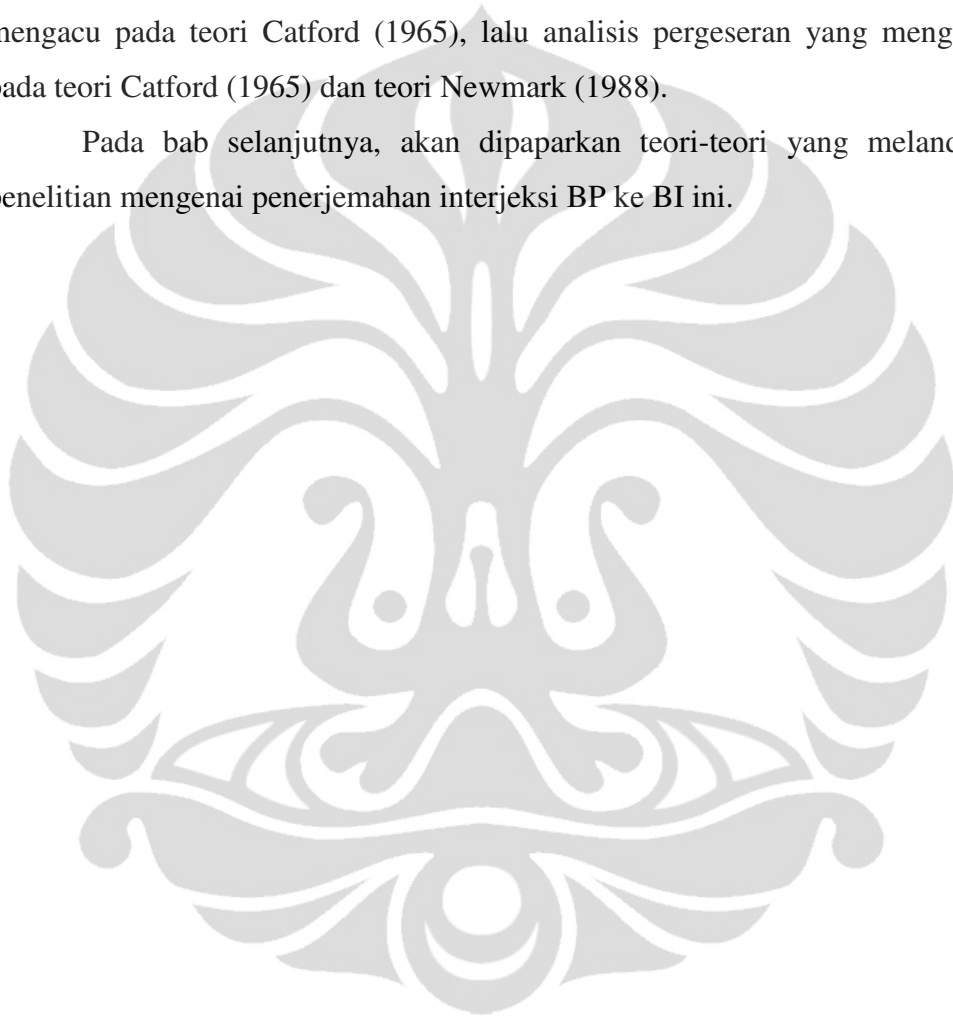 mengacu pada teori Catford (1965), lalu analisis pergeseran yang meng
pada teori Catford (1965) dan teori Newmark (1988).
Pada bab selanjutnya, akan dipaparkan teori-teori yang meland
penelitian mengenai penerjemahan interjeksi BP ke BI ini.